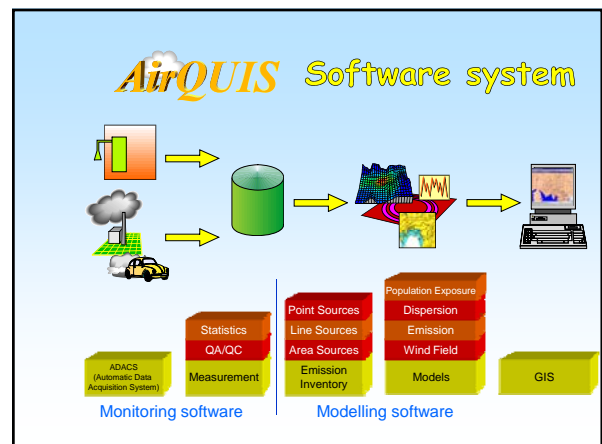 AirQUIS Software system
Population Exposure
Point Sources
Dispersion
Statistics
Line Sources
Emission
QA/QC
Area Sources
Wind Field
ADACS
(Automatic Data
Acquisition System)
Measurement
Emission
Inventory
Models
GIS
Monitoring software
Modelling software